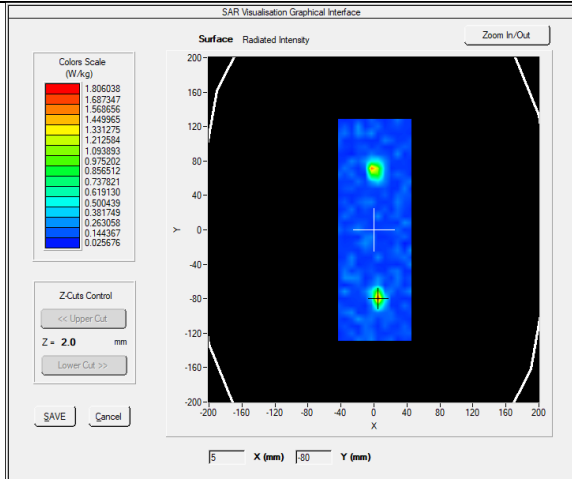 SAR Visualisation Graphical Interface
Surface Radiated Intensity
Zoom In/Out
Colors Scale
(W/kg)
1.806038
1.687347
1.568656
1.449965
1.331275
1.212584
1.093893
0.975202
0.856512
0.737821
0.619130
0.500439
0.381749
0.263058
0.144367
0.025676
Z-Cuts Control
<< Upper Cut
Z = 2.0 mm
Lower Cut >>
SAVE Cancel
200
160
120
80
40
0
-40
-80
-120
-160
-200
Y
-200 -160 -120 -80 -40 0 40 80 120 160 200
X
5 X (mm) -80 Y (mm)